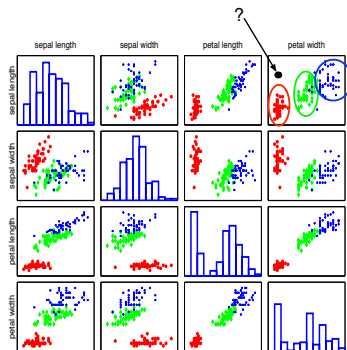 ?
sepal length sepal width petal length petal width
sepal length
sepal width
petal length
petal width